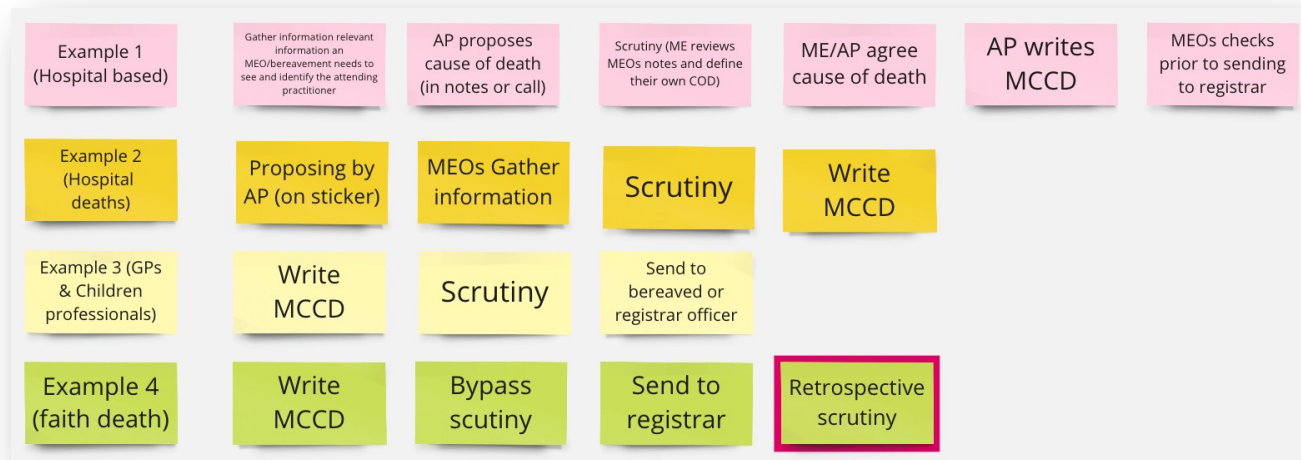 Example 1
(Hospital based)
Gather information relevant
information an
MEO/bereavement needs to
see and identify the attending
practitioner
AP proposes
cause of death
(in notes or call)
Scrutiny (ME reviews
MEOs notes and define
their own COD)
ME/AP agree
cause of death
AP writes
MCCD
MEOs checks
prior to sending
to registrar
Example 2
(Hospital
deaths)
Proposing by
AP (on sticker)
MEOs Gather
information
Scrutiny
Write
MCCD
Example 3 (GPs
& Children
professionals)
Write
MCCD
Scrutiny
Send to
bereaved or
registrar officer
Example 4
(faith death)
Write
MCCD
Bypass
scutiny
Send to
registrar
Retrospective
scrutiny